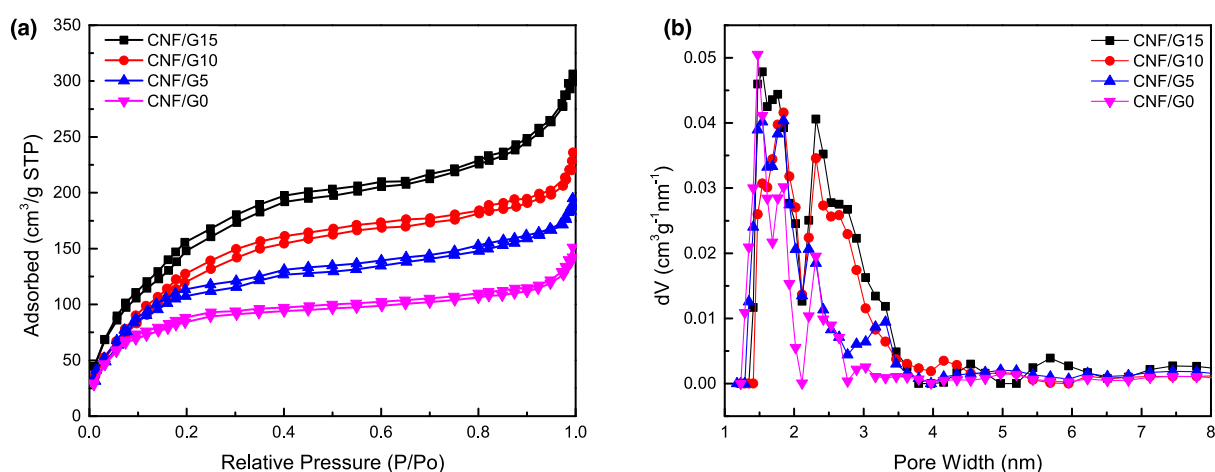 (a)
CNF/G15
CNF/G10
CNF/G5
CNF/G0
350
300
250
200
150
100
50
0
0.0 0.2 0.4 0.6 0.8 1.0
Adsorbed (cm³/g STP)
Relative Pressure (P/Po)
(b)
CNF/G15
CNF/G10
CNF/G5
CNF/G0
0.05
0.04
0.03
0.02
0.01
0.00
1 2 3 4 5 6 7 8
dV (cm³g⁻¹nm⁻¹)
Pore Width (nm)